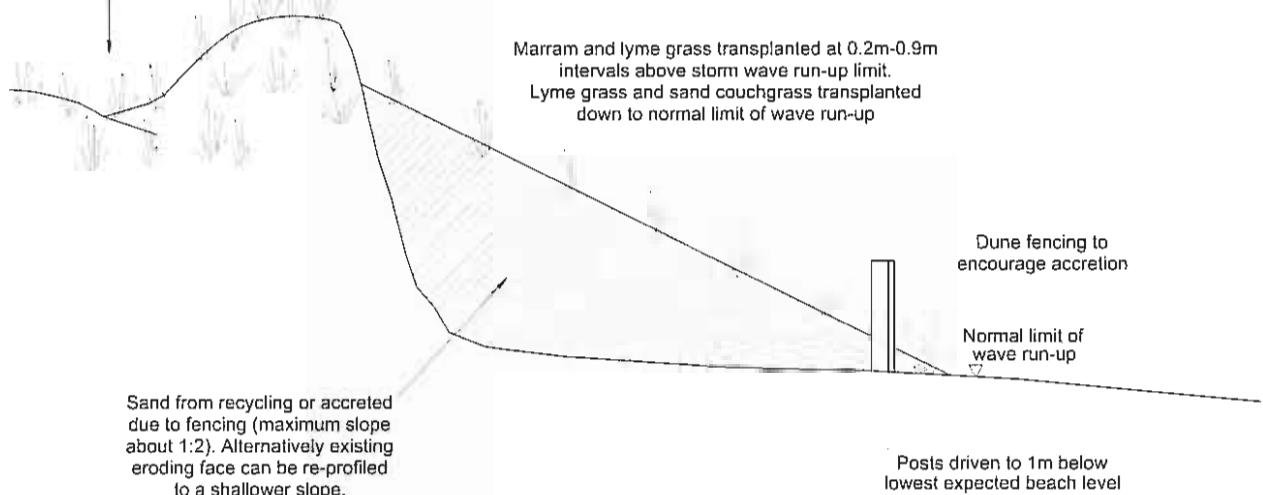 Marram and lyme grass transplanted at 0.2m-0.9m
intervals above storm wave run-up limit.
Lyme grass and sand couchgrass transplanted
down to normal limit of wave run-up
Dune fencing to
encourage accretion
Normal limit of
wave run-up
Sand from recycling or accreted
due to fencing (maximum slope
about 1:2). Alternatively existing
eroding face can be re-profiled
to a shallower slope.
Posts driven to 1m below
lowest expected beach level